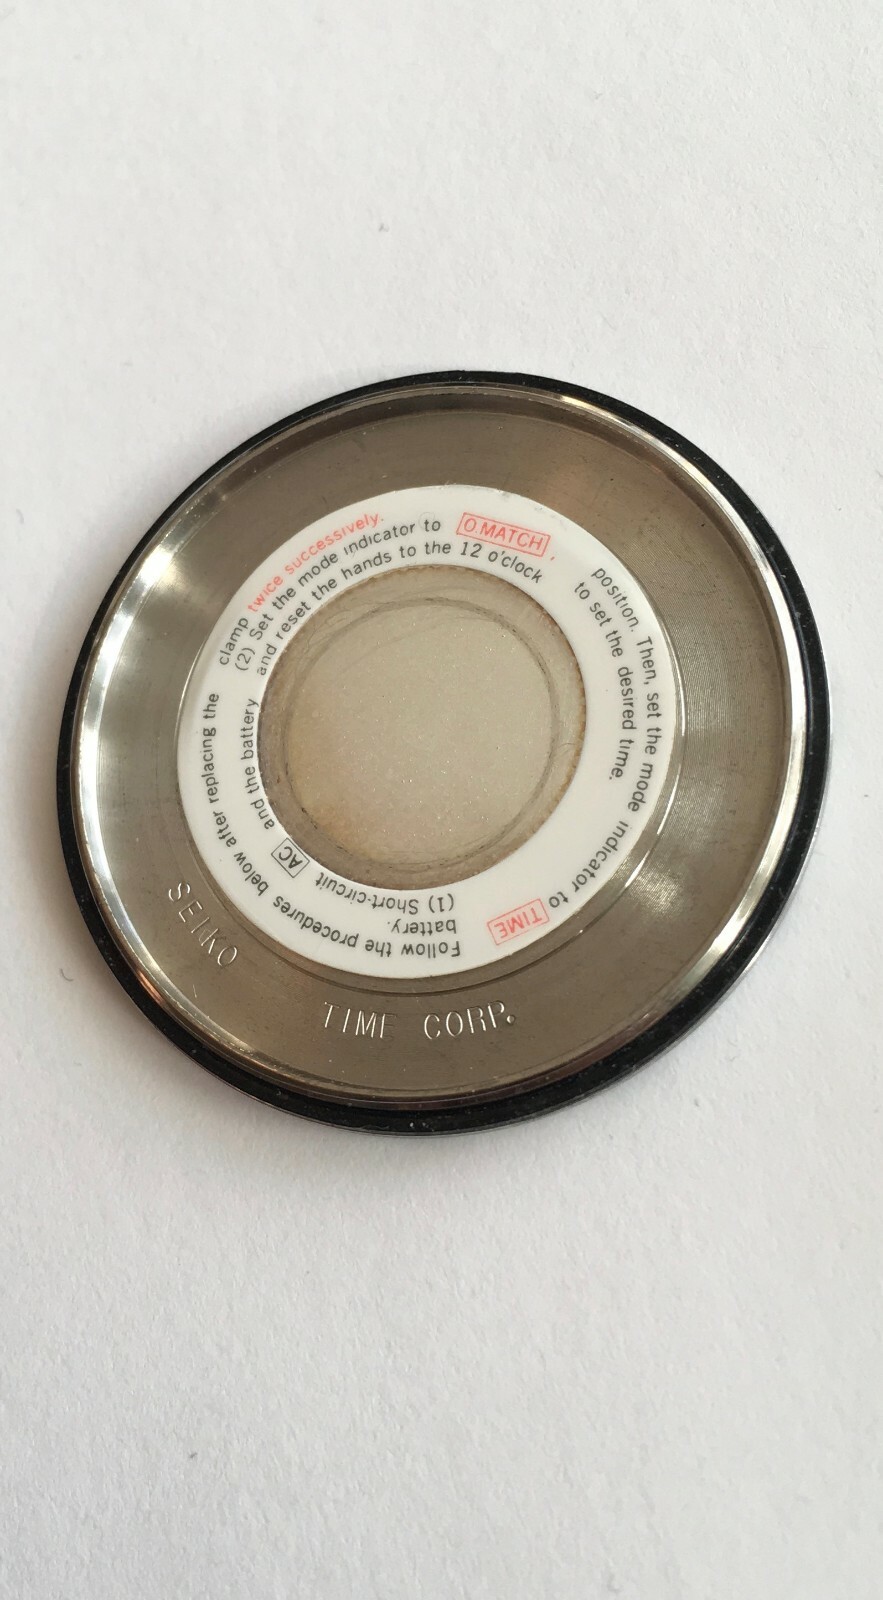 Follow the procedures below after replacing the
battery.
(1) Short-circuit AC and the battery
clamp twice successively.
(2) Set the mode indicator to O.MATCH,
and reset the hands to the 12 o'clock
position. Then, set the mode indicator to TIME
to set the desired time.
SEIKO TIME CORP.